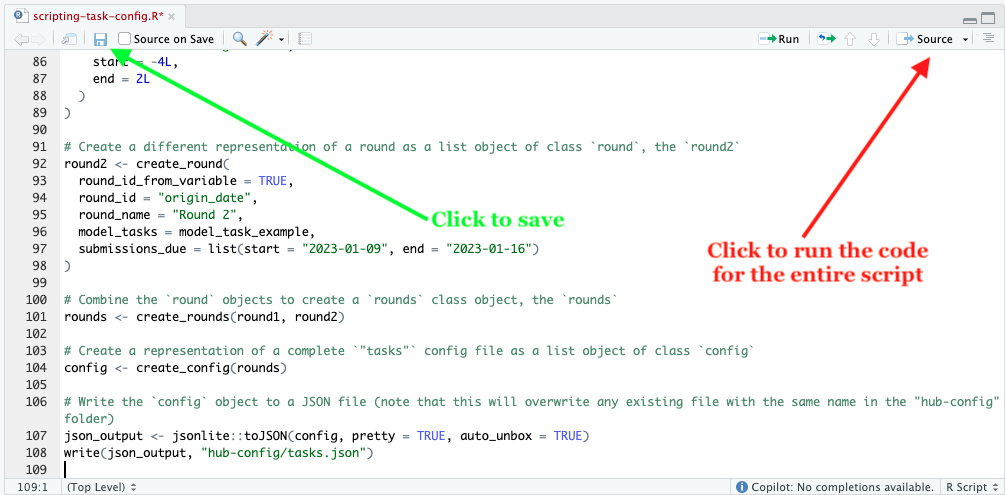 scripting-task-config.R* ×
Source on Save Run Source
86 start = -4L,
87 end = 2L
88 )
89 )
90
91 # Create a different representation of a round as a list object of class `round`, the `round2`
92 round2 <- create_round(
93 round_id_from_variable = TRUE,
94 round_id = "origin_date",
95 round_name = "Round 2",
96 model_tasks = model_task_example,
97 submissions_due = list(start = "2023-01-09", end = "2023-01-16")
98 )
99
100 # Combine the `round` objects to create a `rounds` class object, the `rounds`
101 rounds <- create_rounds(round1, round2)
102
103 # Create a representation of a complete `"tasks"` config file as a list object of class `config`
104 config <- create_config(rounds)
105
106 # Write the `config` object to a JSON file (note that this will overwrite any existing file with the same name in the "hub-config"
folder)
107 json_output <- jsonlite::toJSON(config, pretty = TRUE, auto_unbox = TRUE)
108 write(json_output, "hub-config/tasks.json")
109
Click to save
Click to run the code
for the entire script
109:1 (Top Level) Copilot: No completions available. R Script